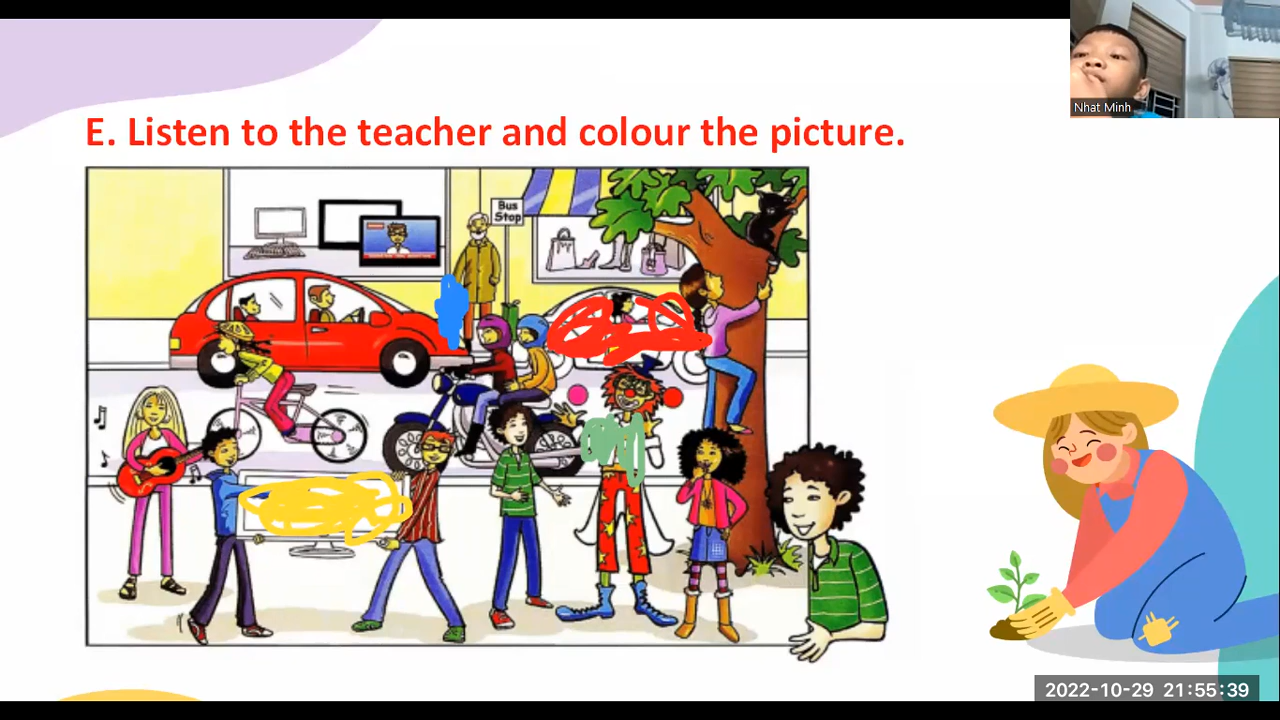 Nhat Minh
E. Listen to the teacher and colour the picture.
Bus
Stop
2022-10-29 21:55:39